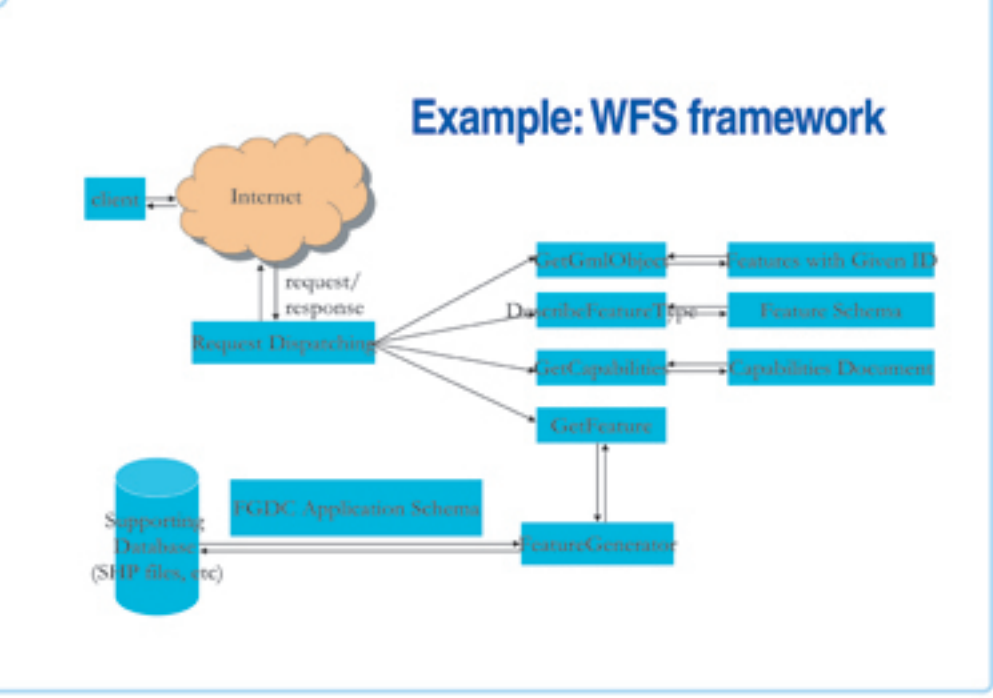 Example: WFS framework
client
Internet
request/
response
Request Dispatching
GetGmlObject
Features with Given ID
DescribeFeatureType
Feature Schema
GetCapabilities
Capabilities Document
GetFeature
FGDC Application Schema
Supporting
Database
(SHP files, etc)
FeatureGenerator